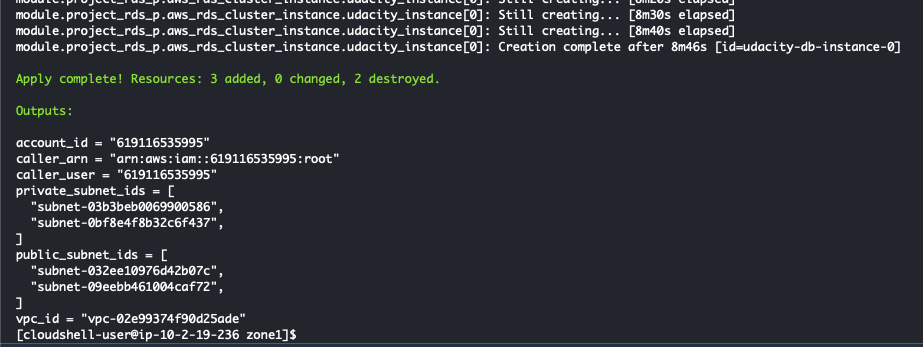 module.project_rds_p.aws_rds_cluster_instance.udacity_instance[0]: Still creating... [8m20s elapsed]
module.project_rds_p.aws_rds_cluster_instance.udacity_instance[0]: Still creating... [8m30s elapsed]
module.project_rds_p.aws_rds_cluster_instance.udacity_instance[0]: Still creating... [8m40s elapsed]
module.project_rds_p.aws_rds_cluster_instance.udacity_instance[0]: Creation complete after 8m46s [id=udacity-db-instance-0]
Apply complete! Resources: 3 added, 0 changed, 2 destroyed.
Outputs:
account_id = "619116535995"
caller_arn = "arn:aws:iam::619116535995:root"
caller_user = "619116535995"
private_subnet_ids = [
  "subnet-03b3beb0069900586",
  "subnet-0bf8e4f8b32c6f437",
]
public_subnet_ids = [
  "subnet-032ee10976d42b07c",
  "subnet-09eebb461004caf72",
]
vpc_id = "vpc-02e99374f90d25ade"
[cloudshell-user@ip-10-2-19-236 zone1]$